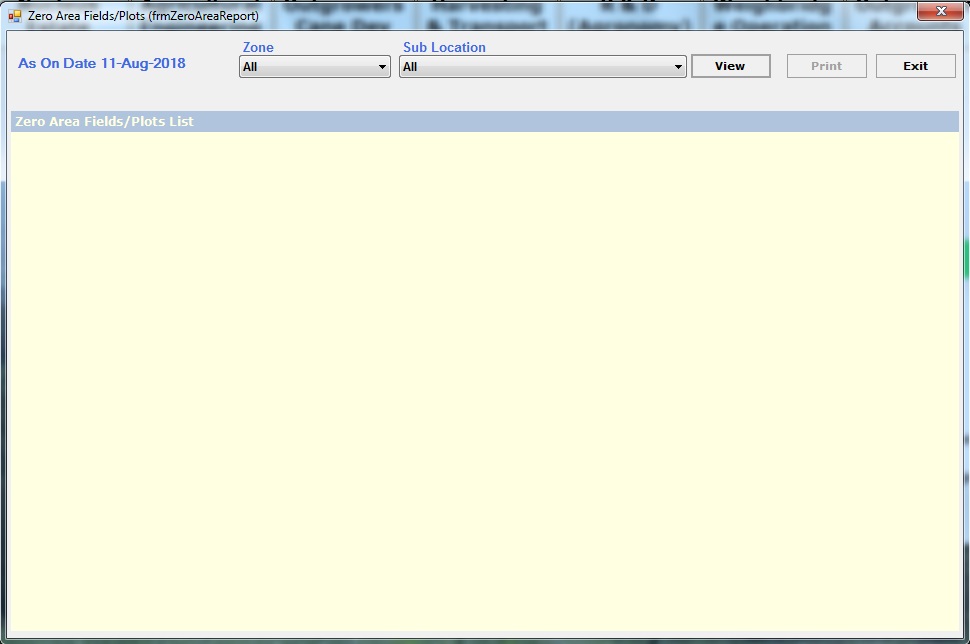 Zero Area Fields/Plots (frmZeroAreaReport)
Zone
Sub Location
As On Date 11-Aug-2018
All
All
View
Print
Exit
Zero Area Fields/Plots List